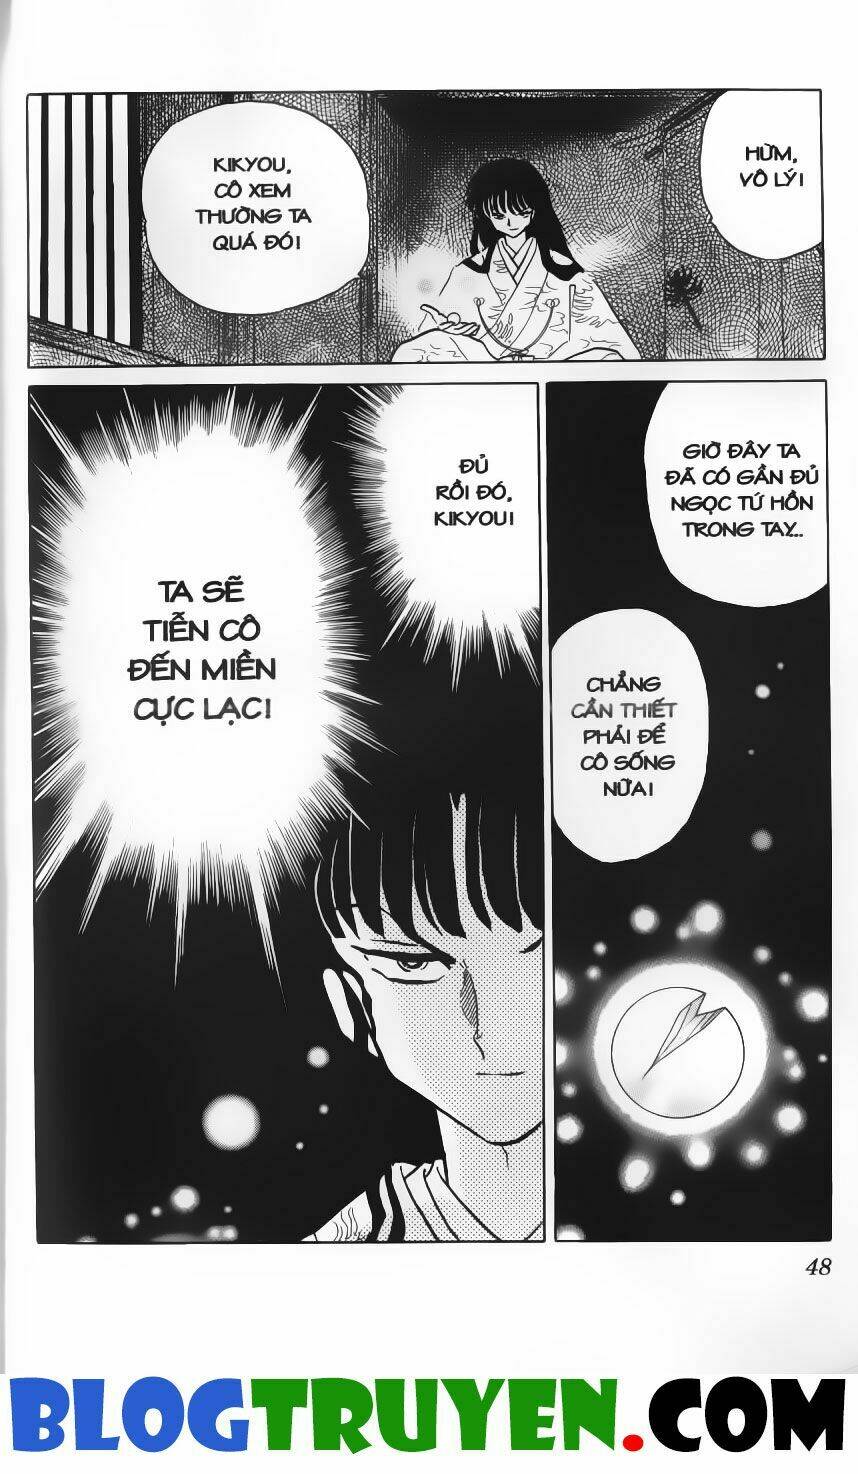 HỪM,
VÔ LÝ!
KIKYOU,
CÔ XEM
THƯỜNG TA
QUÁ ĐÓ!
GIỜ ĐÂY TA
ĐÃ CÓ GẦN ĐỦ
NGỌC TỨ HỒN
TRONG TAY...
CHẲNG
CẦN THIẾT
PHẢI ĐỂ
CÔ SỐNG
NỮA!
ĐỦ
RỒI ĐÓ,
KIKYOU!
TA SẼ
TIỄN CÔ
ĐẾN MIỀN
CỰC LẠC!
48
BLOGTRUYEN.COM